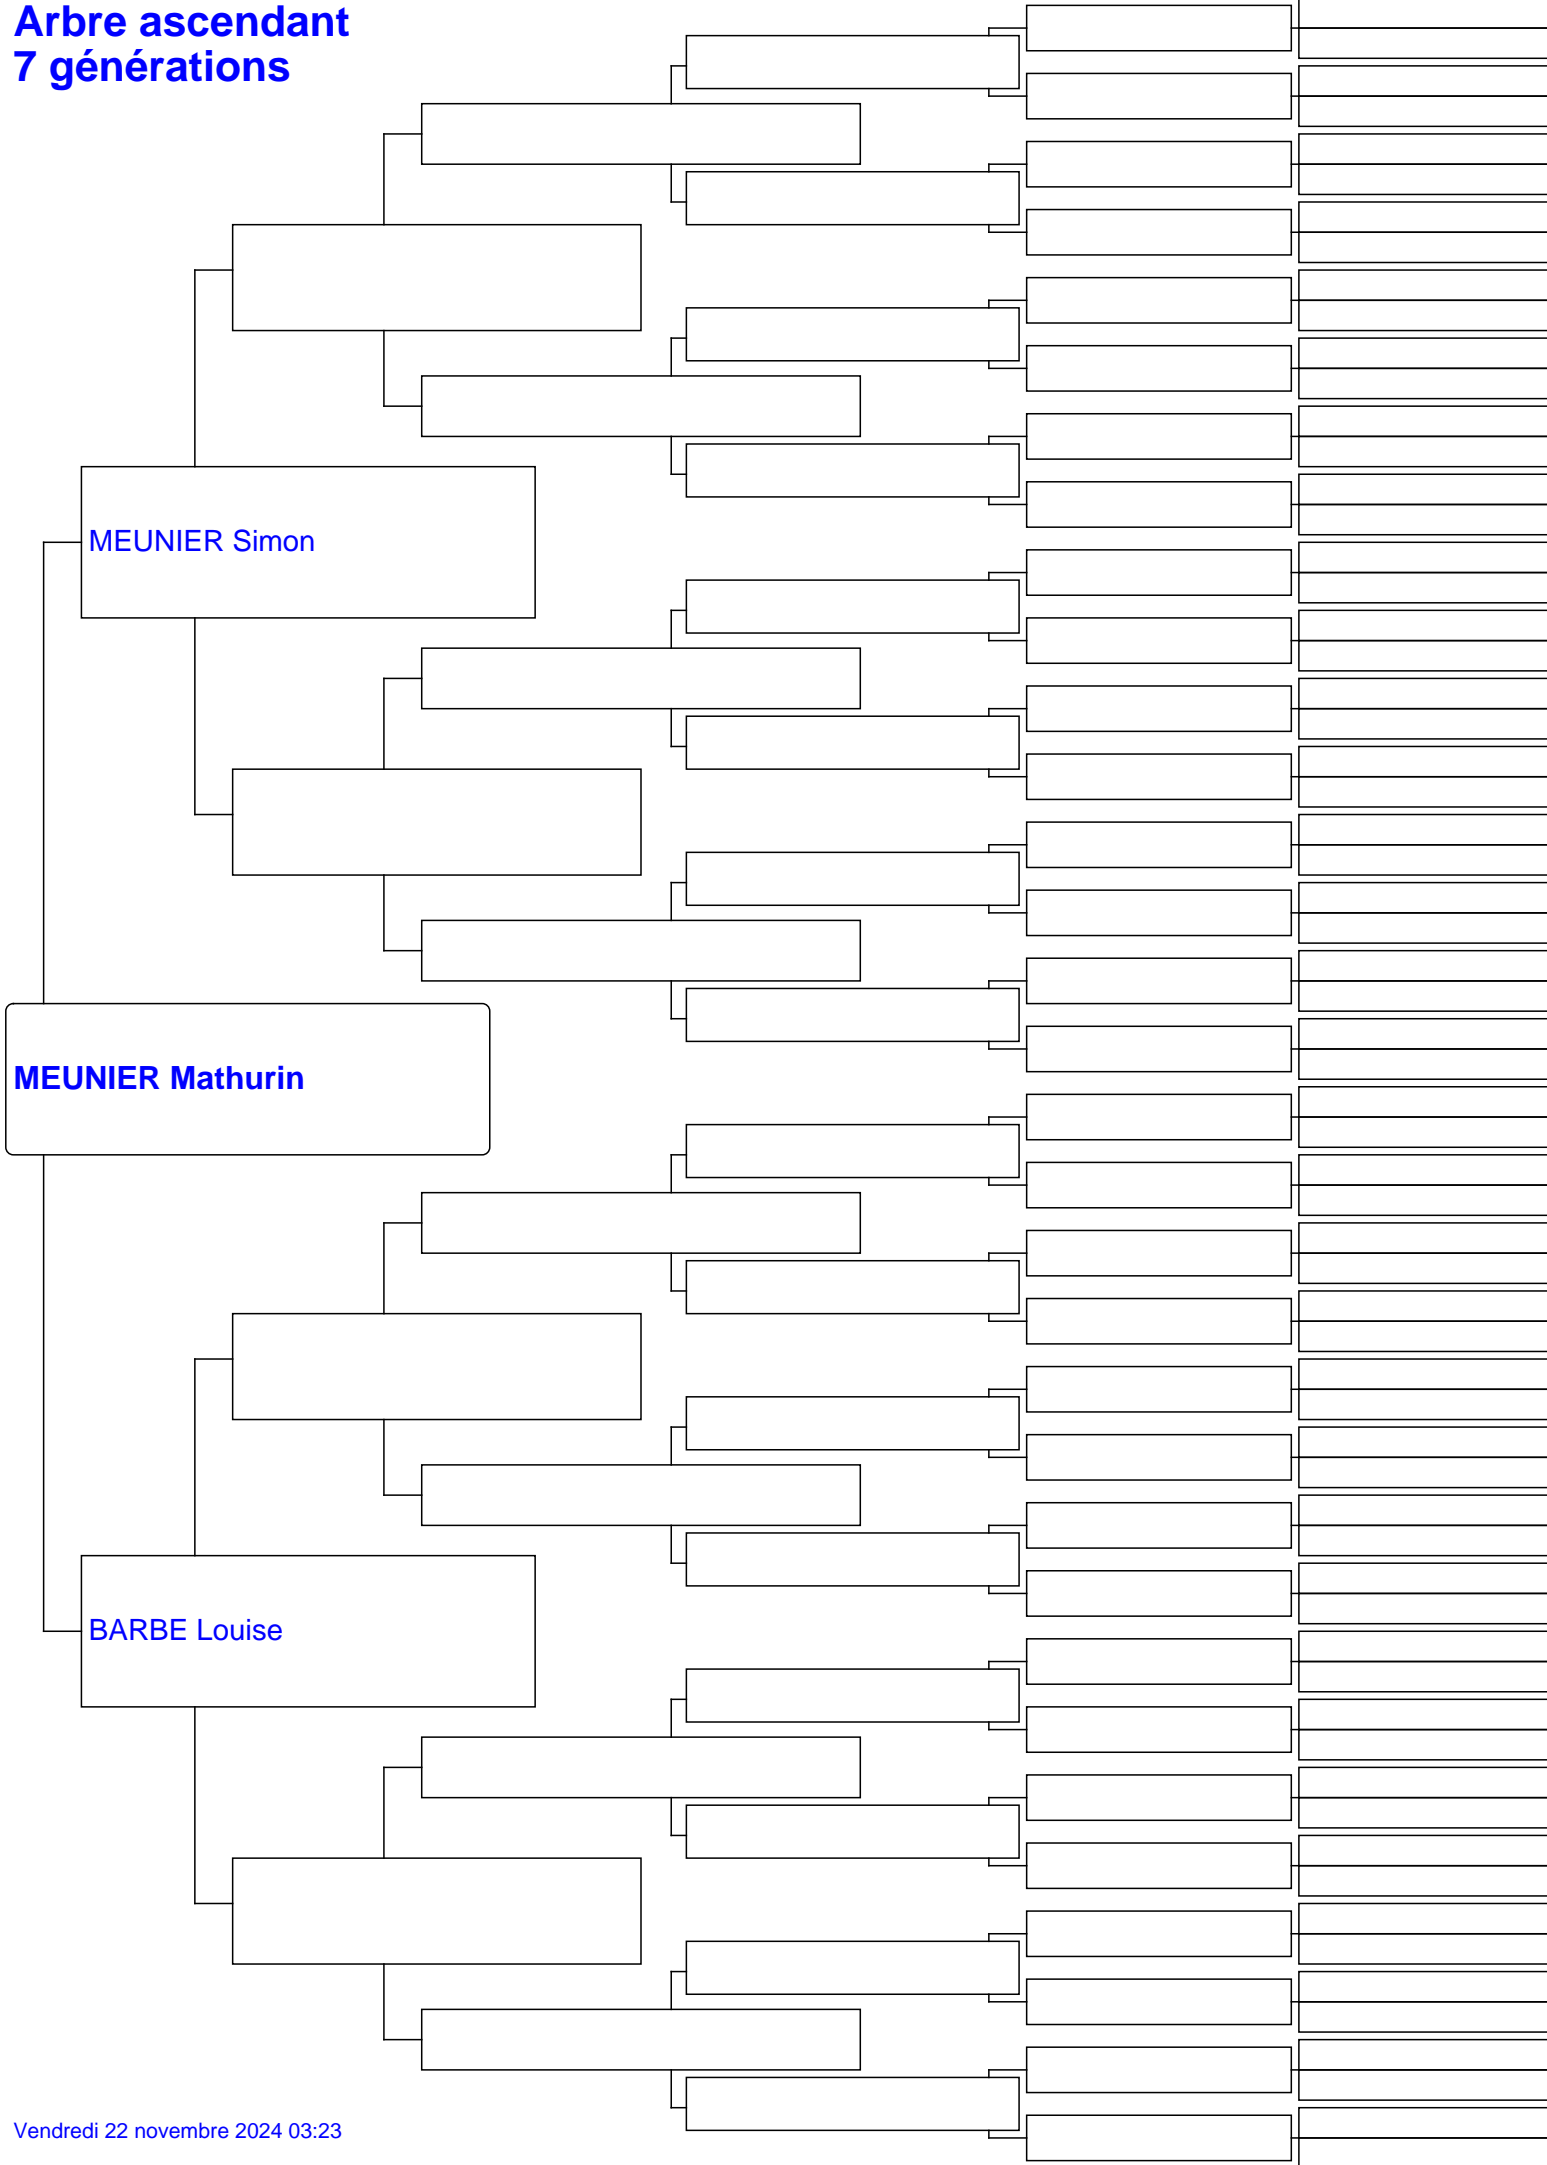 Arbre ascendant
7 générations
MEUNIER Simon
MEUNIER Mathurin
BARBE Louise
Vendredi 22 novembre 2024 03:23